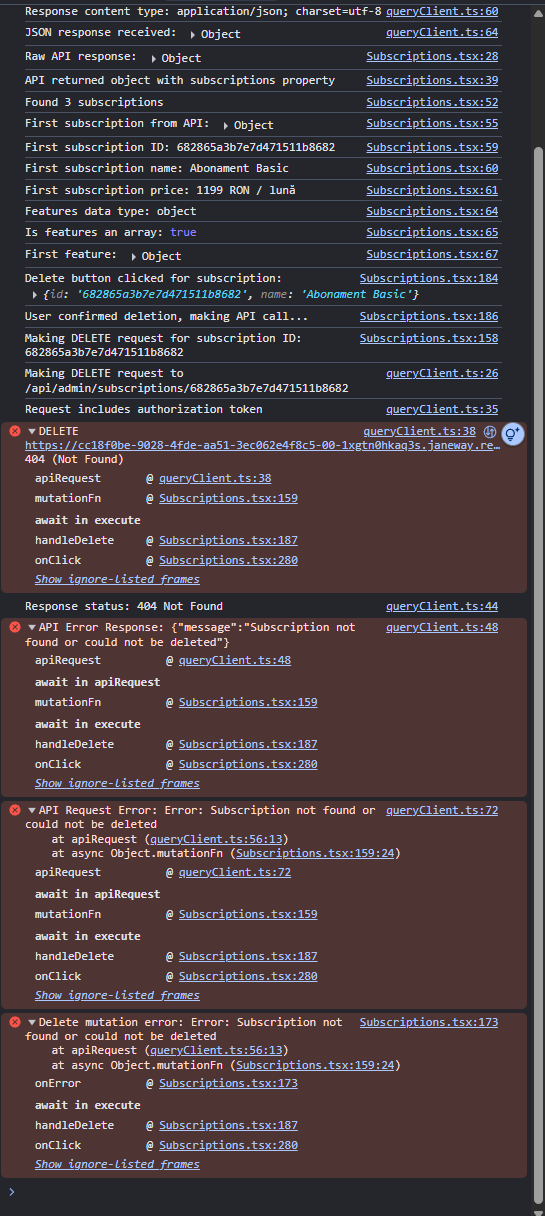 Response content type: application/json; charset=utf-8 queryClient.ts:60
JSON response received: ▶ Object queryClient.ts:64
Raw API response: ▶ Object Subscriptions.tsx:28
API returned object with subscriptions property Subscriptions.tsx:39
Found 3 subscriptions Subscriptions.tsx:52
First subscription from API: ▶ Object Subscriptions.tsx:55
First subscription ID: 682865a3b7e7d471511b8682 Subscriptions.tsx:59
First subscription name: Abonament Basic Subscriptions.tsx:60
First subscription price: 1199 RON / lună Subscriptions.tsx:61
Features data type: object Subscriptions.tsx:64
Is features an array: true Subscriptions.tsx:65
First feature: ▶ Object Subscriptions.tsx:67
Delete button clicked for subscription: Subscriptions.tsx:184
▶ {id: '682865a3b7e7d471511b8682', name: 'Abonament Basic'}
User confirmed deletion, making API call... Subscriptions.tsx:186
Making DELETE request for subscription ID: Subscriptions.tsx:158
682865a3b7e7d471511b8682
Making DELETE request to queryClient.ts:26
/api/admin/subscriptions/682865a3b7e7d471511b8682
Request includes authorization token queryClient.ts:35
▼ DELETE queryClient.ts:38
https://cc18f0be-9028-4fde-aa51-3ec062e4f8c5-00-1xgtn0hkaq3s.janeway.re…
404 (Not Found)
apiRequest @ queryClient.ts:38
mutationFn @ Subscriptions.tsx:159
await in execute
handleDelete @ Subscriptions.tsx:187
onClick @ Subscriptions.tsx:280
Show ignore-listed frames
Response status: 404 Not Found queryClient.ts:44
▼ API Error Response: {"message":"Subscription not queryClient.ts:48
found or could not be deleted"}
apiRequest @ queryClient.ts:48
await in apiRequest
mutationFn @ Subscriptions.tsx:159
await in execute
handleDelete @ Subscriptions.tsx:187
onClick @ Subscriptions.tsx:280
Show ignore-listed frames
▼ API Request Error: Error: Subscription not found or queryClient.ts:72
could not be deleted
at apiRequest (queryClient.ts:56:13)
at async Object.mutationFn (Subscriptions.tsx:159:24)
apiRequest @ queryClient.ts:72
await in apiRequest
mutationFn @ Subscriptions.tsx:159
await in execute
handleDelete @ Subscriptions.tsx:187
onClick @ Subscriptions.tsx:280
Show ignore-listed frames
▼ Delete mutation error: Error: Subscription not Subscriptions.tsx:173
found or could not be deleted
at apiRequest (queryClient.ts:56:13)
at async Object.mutationFn (Subscriptions.tsx:159:24)
onError @ Subscriptions.tsx:173
await in execute
handleDelete @ Subscriptions.tsx:187
onClick @ Subscriptions.tsx:280
Show ignore-listed frames